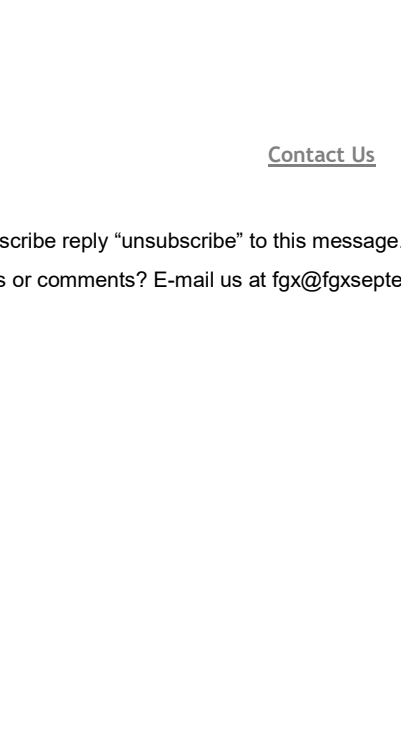 Contact Us
scribe reply “unsubscribe” to this message.
s or comments? E-mail us at fgx@fgxsepte